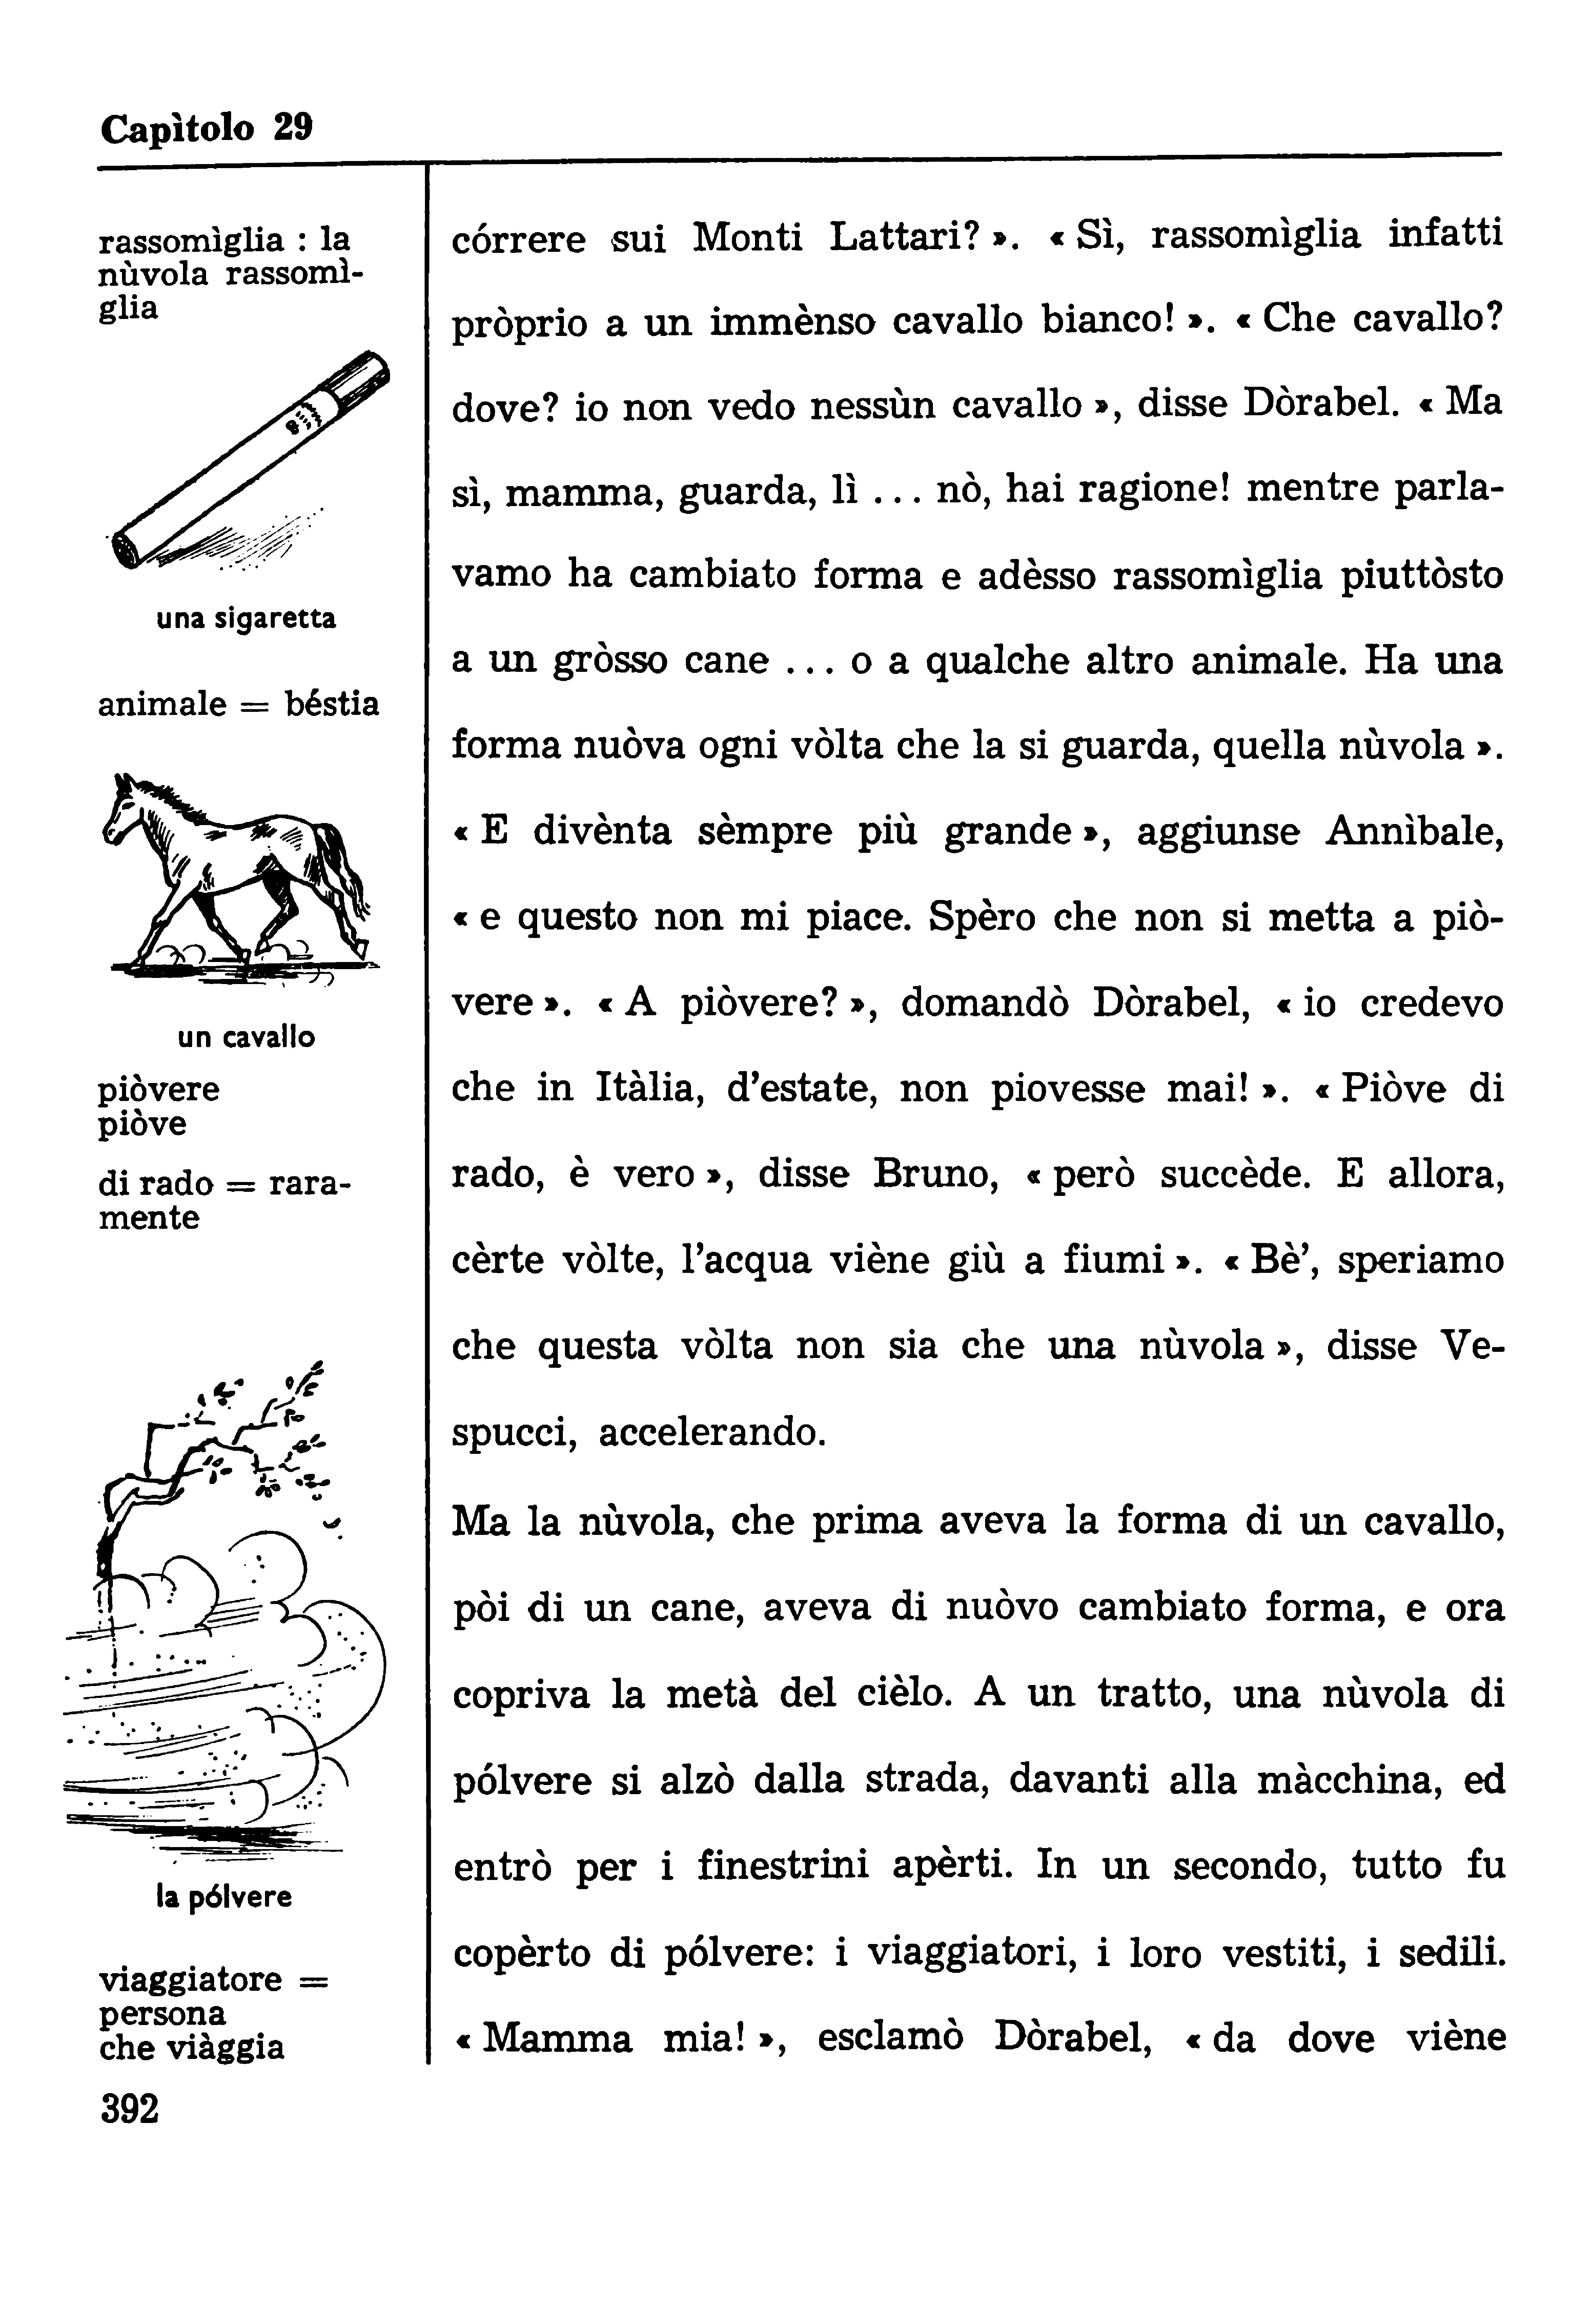 Capìtolo 29
rassomìglia : la
nùvola rassomì-
glia
una sigaretta
animale = béstia
un cavallo
piòvere
piòve
di rado = rara-
mente
la pólvere
viaggiatore =
persona
che viàggia
córrere sui Monti Lattari? ». « Sì, rassomìglia infatti
pròprio a un immènso cavallo bianco! ». « Che cavallo?
dove? io non vedo nessùn cavallo », disse Dòrabel. « Ma
sì, mamma, guarda, lì ... nò, hai ragione! mentre parla-
vamo ha cambiato forma e adèsso rassomìglia piuttòsto
a un gròsso cane ... o a qualche altro animale. Ha una
forma nuòva ogni vòlta che la si guarda, quella nùvola ».
« E divènta sèmpre più grande », aggiunse Annìbale,
« e questo non mi piace. Spèro che non si metta a piò-
vere ». « A piòvere? », domandò Dòrabel, « io credevo
che in Itàlia, d'estate, non piovesse mai! ». « Piòve di
rado, è vero », disse Bruno, « però succède. E allora,
cèrte vòlte, l'acqua viène giù a fiumi ». « Bè', speriamo
che questa vòlta non sia che una nùvola », disse Ve-
spucci, accelerando.
Ma la nùvola, che prima aveva la forma di un cavallo,
pòi di un cane, aveva di nuòvo cambiato forma, e ora
copriva la metà del cièlo. A un tratto, una nùvola di
pólvere si alzò dalla strada, davanti alla màcchina, ed
entrò per i finestrini apèrti. In un secondo, tutto fu
copèrto di pólvere: i viaggiatori, i loro vestiti, i sedili.
« Mamma mia! », esclamò Dòrabel, « da dove viène
392